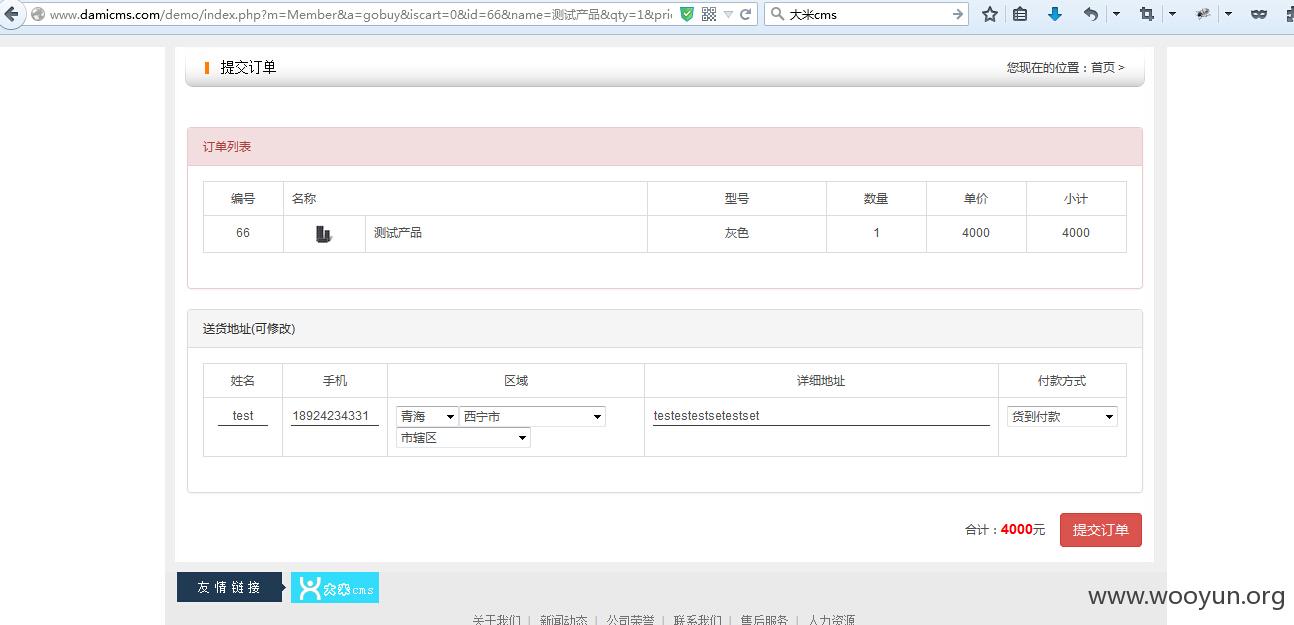 www.damicms.com/demo/index.php?m=Member&a=gobuy&iscart=0&id=66&name=测试产品&qty=1&pri
大米cms
提交订单
您现在的位置：首页 >
订单列表
编号 名称 型号 数量 单价 小计
66 测试产品 灰色 1 4000 4000
送货地址(可修改)
姓名 手机 区域 详细地址 付款方式
test 18924234331 青海 西宁市 testestestsetestset 货到付款
市辖区
合计：4000元 提交订单
友情链接 大米cms
www.wooyun.org
关于我们 | 新闻动态 | 公司荣誉 | 联系我们 | 售后服务 | 人力资源